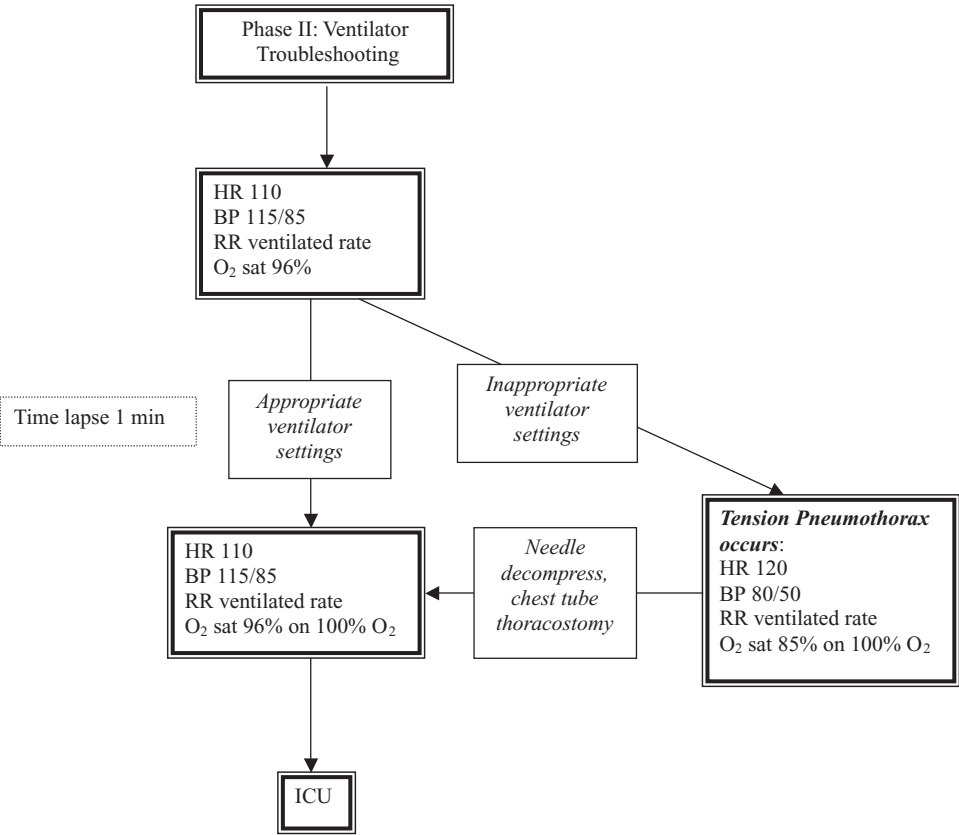 Phase II: Ventilator
Troubleshooting
HR 110
BP 115/85
RR ventilated rate
O₂ sat 96%
Time lapse 1 min
Appropriate
ventilator
settings
Inappropriate
ventilator
settings
HR 110
BP 115/85
RR ventilated rate
O₂ sat 96% on 100% O₂
Needle
decompress,
chest tube
thoracostomy
Tension Pneumothorax
occurs:
HR 120
BP 80/50
RR ventilated rate
O₂ sat 85% on 100% O₂
ICU